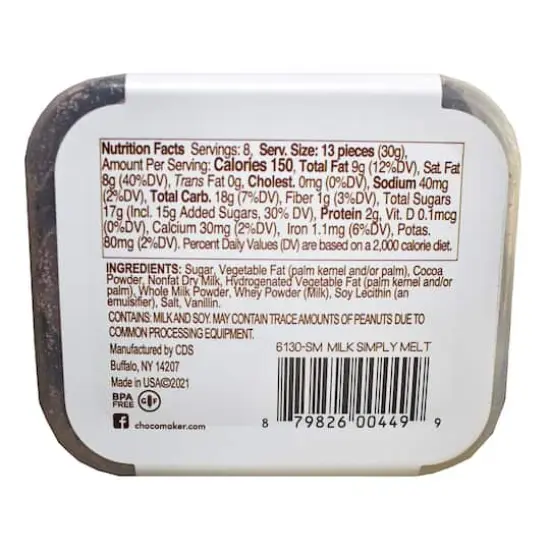 Nutrition Facts Servings: 8, Serv. Size: 13 pieces (30g),
Amount Per Serving: Calories 150, Total Fat 9g (12%DV), Sat. Fat
8g (40%DV), Trans Fat 0g, Cholest. 0mg (0%DV), Sodium 40mg
(2%DV), Total Carb. 18g (7%DV), Fiber 1g (3%DV), Total Sugars
17g (Incl. 15g Added Sugars, 30% DV), Protein 2g, Vit. D 0.1mcg
(0%DV), Calcium 30mg (2%DV), Iron 1.1mg (6%DV), Potas.
80mg (2%DV). Percent Daily Values (DV) are based on a 2,000 calorie diet.
INGREDIENTS: Sugar, Vegetable Fat (palm kernel and/or palm), Cocoa
Powder, Nonfat Dry Milk, Hydrogenated Vegetable Fat (palm kernel and/or
palm), Whole Milk Powder, Whey Powder (Milk), Soy Lecithin (an
emulsifier), Salt, Vanillin.
CONTAINS: MILK AND SOY. MAY CONTAIN TRACE AMOUNTS OF PEANUTS DUE TO
COMMON PROCESSING EQUIPMENT.
Manufactured by CDS
Buffalo, NY 14207
Made in USA©2021
BPA
FREE GF
f chocomaker.com
6130-SM MILK SIMPLY MELT
8 79826 00449 9